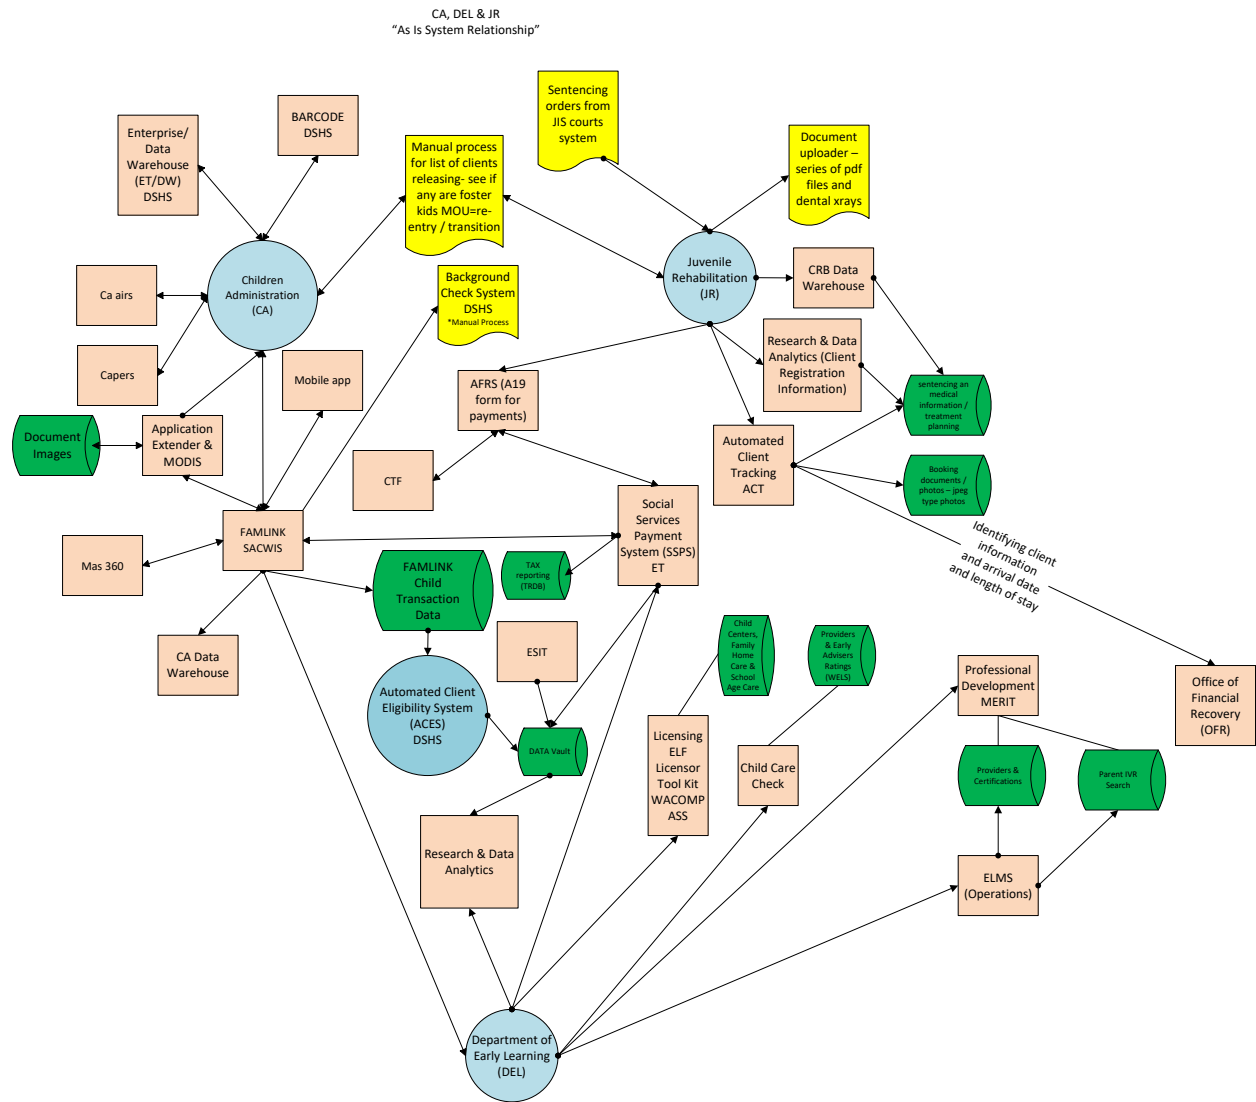 CA, DEL & JR
“As Is System Relationship”
Sentencing
orders from
JIS courts
system
BARCODE
DSHS
Enterprise/
Data
Warehouse
(ET/DW)
DSHS
Manual process
for list of clients
releasing- see if
any are foster
kids MOU=re-
entry / transition
Document
uploader –
series of pdf
files and
dental xrays
Children
Administration
(CA)
Juvenile
Rehabilitation
(JR)
CRB Data
Warehouse
Ca airs
Background
Check System
DSHS
*Manual Process
Capers
Mobile app
Research & Data
Analytics (Client
Registration
Information)
AFRS (A19
form for
payments)
sentencing an
medical
information /
treatment
planning
Document
Images
Application
Extender &
MODIS
Automated
Client
Tracking
ACT
CTF
Booking
documents /
photos – jpeg
type photos
Social
Services
Payment
System (SSPS)
ET
FAMLINK
SACWIS
Identifying client
information
and arrival date
and length of stay
Mas 360
FAMLINK
Child
Transaction
Data
TAX
reporting
(TRDB)
CA Data
Warehouse
ESIT
Child
Centers,
Family
Home
Care &
School
Age Care
Providers
& Early
Advisers
Ratings
(WELS)
Professional
Development
MERIT
Office of
Financial
Recovery
(OFR)
Automated Client
Eligibility System
(ACES)
DSHS
DATA Vault
Licensing
ELF
Licensor
Tool Kit
WACOMP
ASS
Child Care
Check
Providers &
Certifications
Parent IVR
Search
Research & Data
Analytics
ELMS
(Operations)
Department of
Early Learning
(DEL)